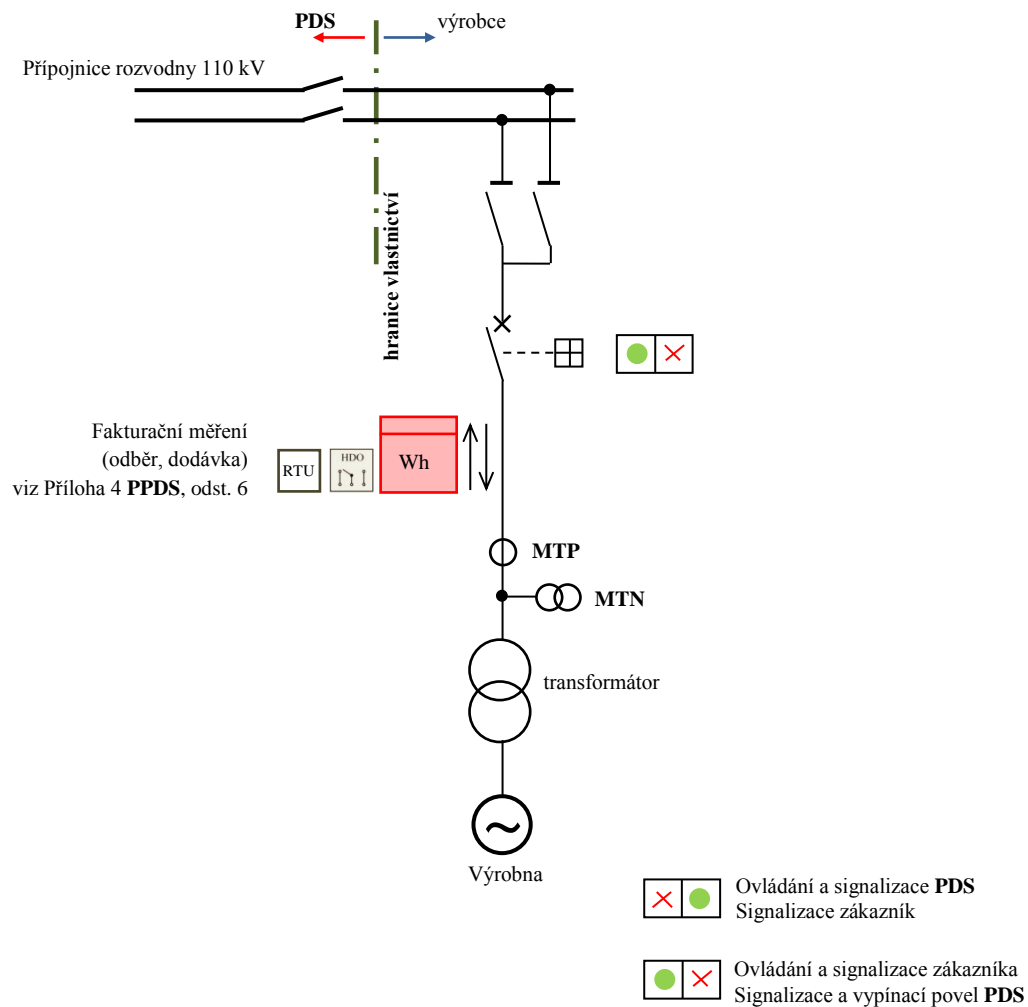 PDS
výrobce
Přípojnice rozvodny 110 kV
hranice vlastnictví
Fakturační měření
(odběr, dodávka)
viz Příloha 4 PPDS, odst. 6
RTU
HDO
Wh
MTP
MTN
transformátor
Výrobna
Ovládání a signalizace PDS
Signalizace zákazník
Ovládání a signalizace zákazníka
Signalizace a vypínací povel PDS